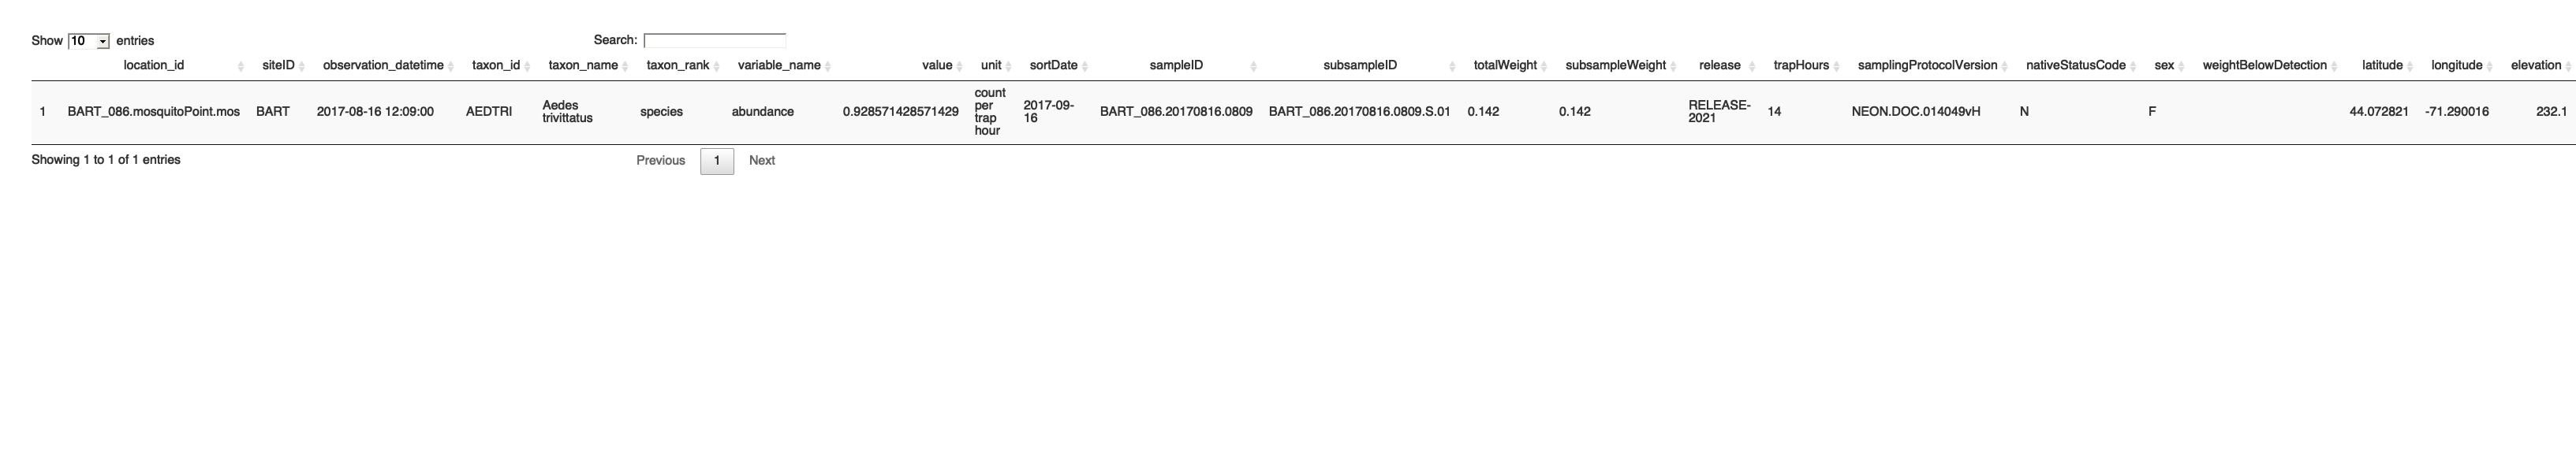 Show 10 entries Search:
location_id siteID observation_datetime taxon_id taxon_name taxon_rank variable_name value unit sortDate sampleID subsampleID totalWeight subsampleWeight release trapHours samplingProtocolVersion nativeStatusCode sex weightBelowDetection latitude longitude elevation
1 BART_086.mosquitoPoint.mos BART 2017-08-16 12:09:00 AEDTRI Aedes trivittatus species abundance 0.928571428571429 count per trap hour 2017-09-16 BART_086.20170816.0809 BART_086.20170816.0809.S.01 0.142 0.142 RELEASE-2021 14 NEON.DOC.014049vH N F 44.072821 -71.290016 232.1
Showing 1 to 1 of 1 entries Previous 1 Next